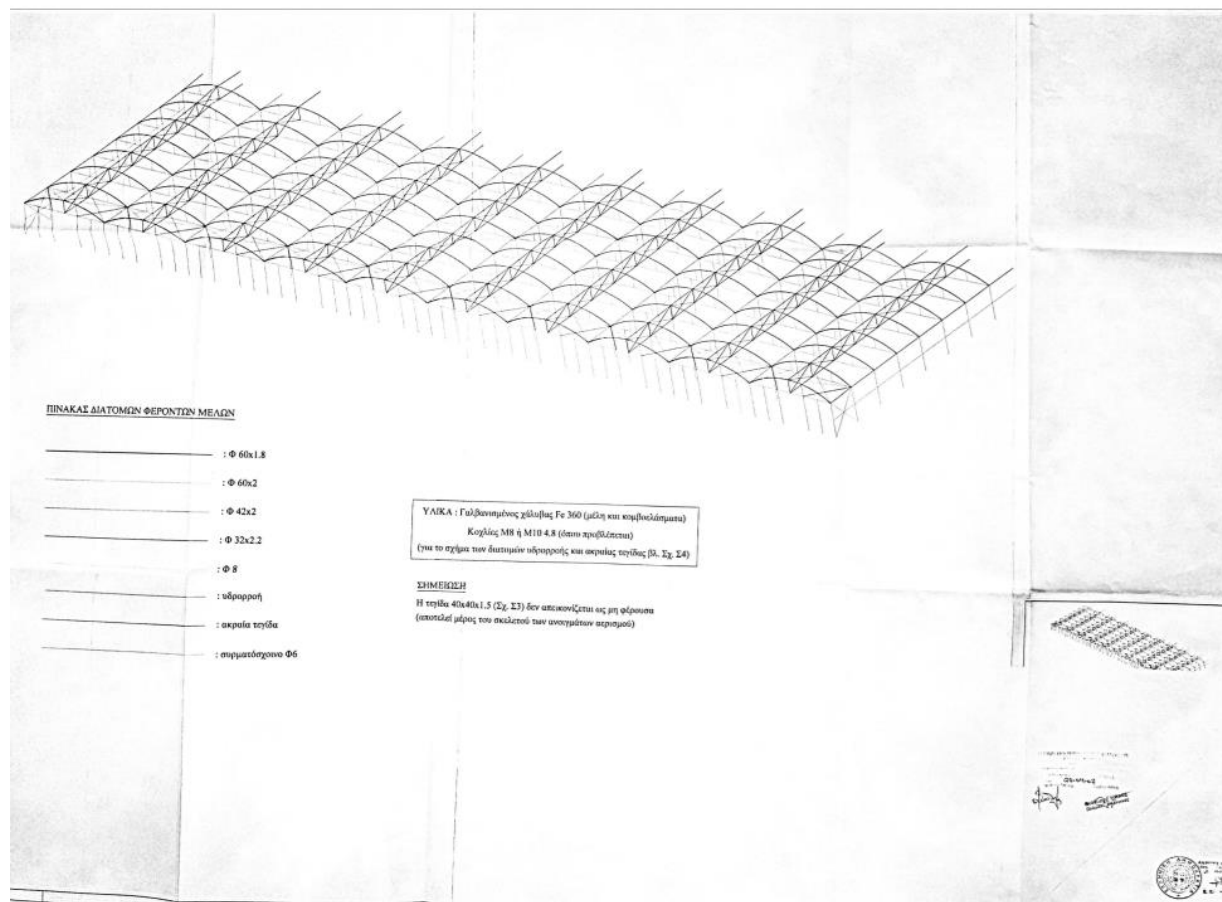 ΠΙΝΑΚΑΣ ΔΙΑΤΟΜΩΝ ΦΕΡΟΝΤΩΝ ΜΕΛΩΝ
: Φ 60x1.8
: Φ 60x2
: Φ 42x2
: Φ 32x2.2
: Φ 8
: υδρορροή
: ακραία τεγίδα
: συρματόσχοινο Φ6
ΥΛΙΚΑ : Γαλβανισμένος χάλυβας Fe 360 (μέλη και κομβοελάσματα)
Κοχλίες Μ8 ή Μ10 4.8 (όπου προβλέπεται)
(για το σχήμα των διατομών υδρορροής και ακραίας τεγίδας βλ. Σχ. Σ4)
ΣΗΜΕΙΩΣΗ
Η τεγίδα 40x40x1.5 (Σχ. Σ3) δεν απεικονίζεται ως μη φέρουσα
(αποτελεί μέρος του σκελετού των ανοιγμάτων αερισμού)